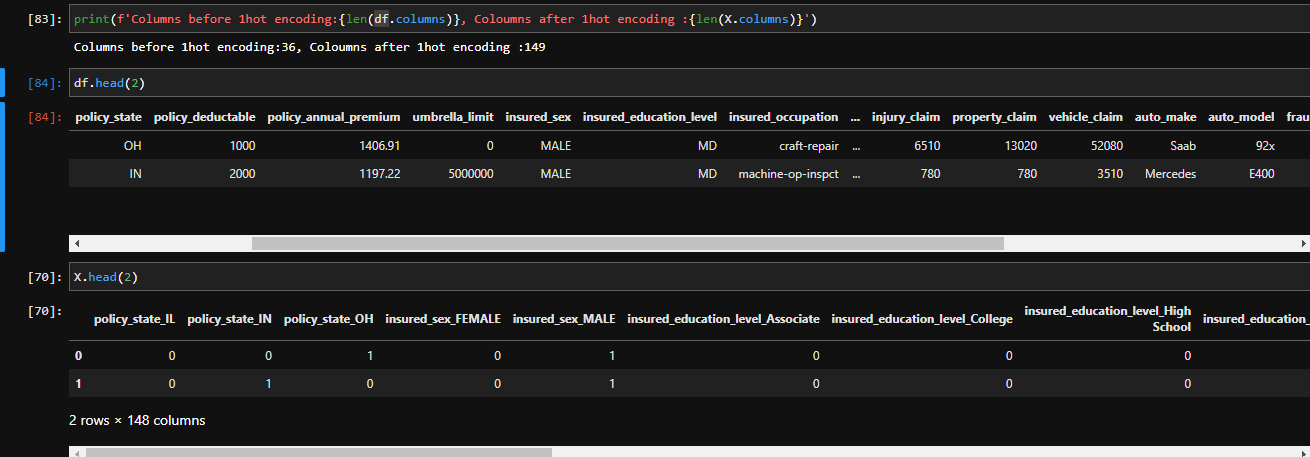 [83]: print(f'Columns before 1hot encoding:{len(df.columns)}, Coloumns after 1hot encoding :{len(X.columns)}')
Columns before 1hot encoding:36, Coloumns after 1hot encoding :149
[84]: df.head(2)
[84]: policy_state policy_deductable policy_annual_premium umbrella_limit insured_sex insured_education_level insured_occupation ... injury_claim property_claim vehicle_claim auto_make auto_model frau
OH 1000 1406.91 0 MALE MD craft-repair ... 6510 13020 52080 Saab 92x
IN 2000 1197.22 5000000 MALE MD machine-op-inspct ... 780 780 3510 Mercedes E400
[70]: X.head(2)
[70]: policy_state_IL policy_state_IN policy_state_OH insured_sex_FEMALE insured_sex_MALE insured_education_level_Associate insured_education_level_College insured_education_level_High School insured_education_
0 0 0 1 0 1 0 0 0
1 0 1 0 0 1 0 0 0
2 rows × 148 columns